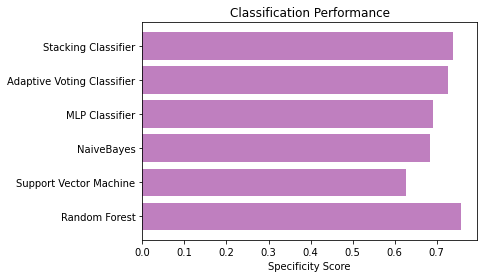 Classification Performance
Stacking Classifier
Adaptive Voting Classifier
MLP Classifier
NaiveBayes
Support Vector Machine
Random Forest
0.0 0.1 0.2 0.3 0.4 0.5 0.6 0.7
Specificity Score